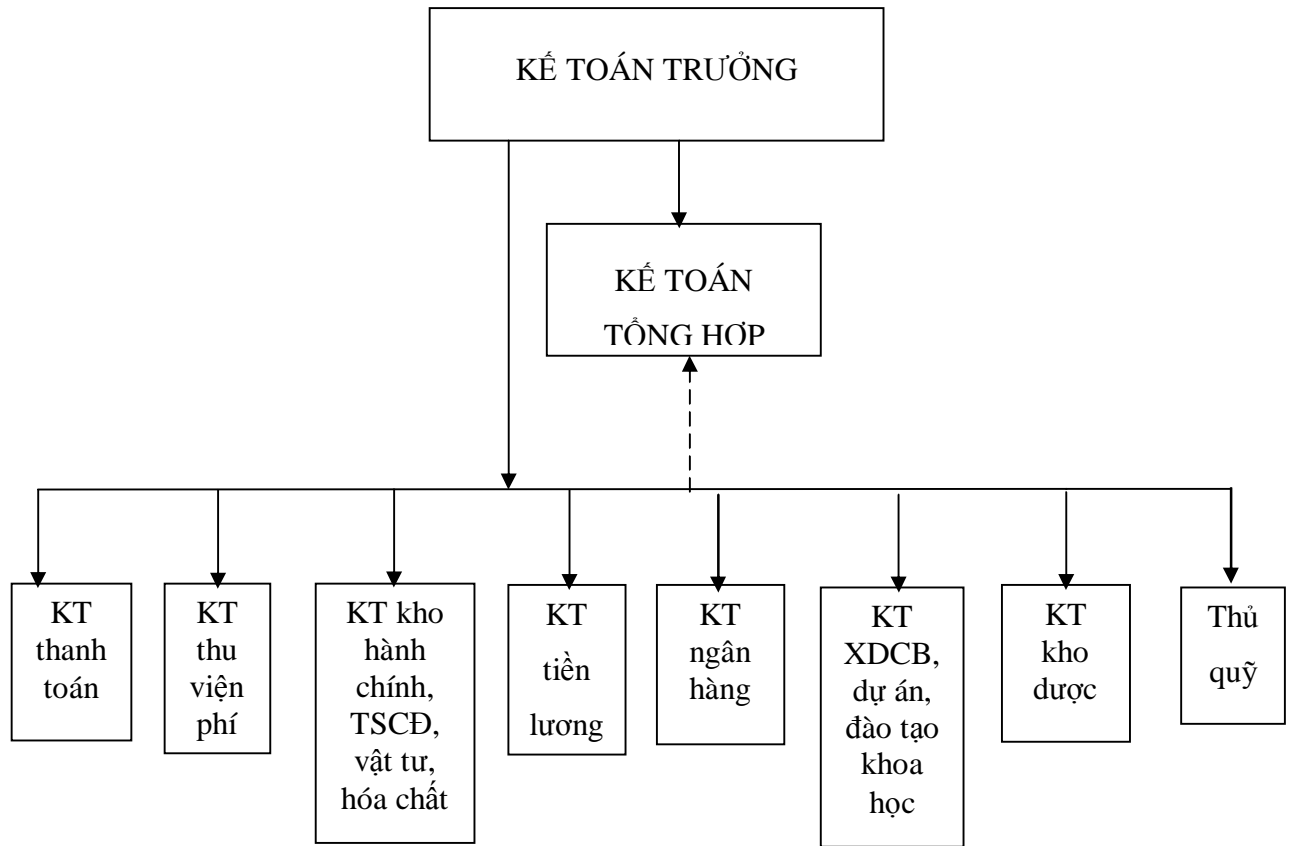 KẾ TOÁN TRƯỞNG
KẾ TOÁN
TỔNG HỢP
KT
thanh
toán
KT
thu
viện
phí
KT kho
hành
chính,
TSCĐ,
vật tư,
hóa chất
KT
tiền
lương
KT
ngân
hàng
KT
XDCB,
dự án,
đào tạo
khoa
học
KT
kho
dược
Thủ
quỹ